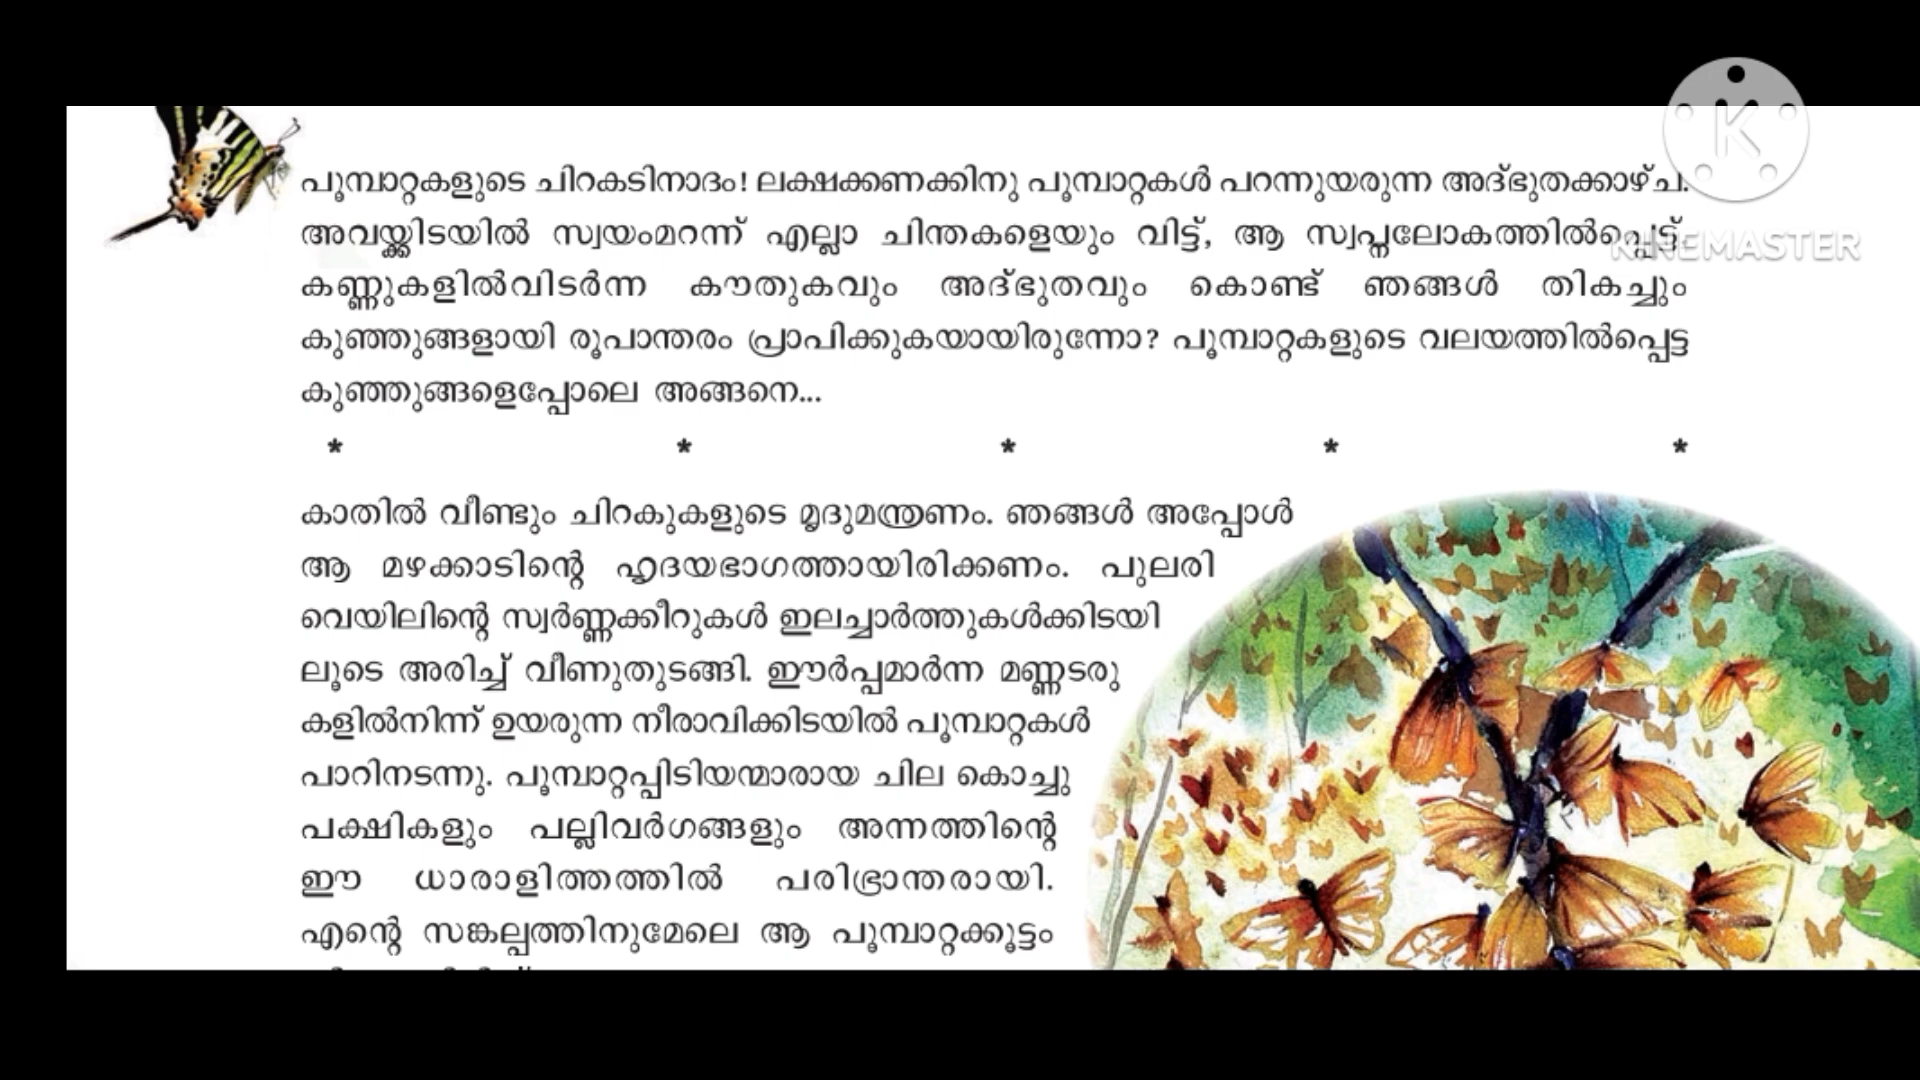 പൂമ്പാറ്റകളുടെ ചിറകടിനാദം! ലക്ഷക്കണക്കിനു പൂമ്പാറ്റകൾ പറന്നുയരുന്ന അദ്ഭുതക്കാഴ്ച.
അവയ്ക്കിടയിൽ സ്വയംമറന്ന് എല്ലാ ചിന്തകളെയും വിട്ട്, ആ സ്വപ്നലോകത്തിൽപ്പെട്ട്,
കണ്ണുകളിൽവിടർന്ന കൗതുകവും അദ്ഭുതവും കൊണ്ട് ഞങ്ങൾ തികച്ചും
കുഞ്ഞുങ്ങളായി രൂപാന്തരം പ്രാപിക്കുകയായിരുന്നോ? പൂമ്പാറ്റകളുടെ വലയത്തിൽപ്പെട്ട
കുഞ്ഞുങ്ങളെപ്പോലെ അങ്ങനെ...
* * * * *
കാതിൽ വീണ്ടും ചിറകുകളുടെ മൃദുമന്ത്രണം. ഞങ്ങൾ അപ്പോൾ
ആ മഴക്കാടിന്റെ ഹൃദയഭാഗത്തായിരിക്കണം. പുലരി
വെയിലിന്റെ സ്വർണ്ണക്കീറുകൾ ഇലച്ചാർത്തുകൾക്കിടയി
ലൂടെ അരിച്ച് വീണുതുടങ്ങി. ഈർപ്പമാർന്ന മണ്ണടരു
കളിൽനിന്ന് ഉയരുന്ന നീരാവിക്കിടയിൽ പൂമ്പാറ്റകൾ
പാറിനടന്നു. പൂമ്പാറ്റപ്പിടിയന്മാരായ ചില കൊച്ചു
പക്ഷികളും പല്ലിവർഗങ്ങളും അന്നത്തിന്റെ
ഈ ധാരാളിത്തത്തിൽ പരിഭ്രാന്തരായി.
എന്റെ സങ്കല്പത്തിനുമേലെ ആ പൂമ്പാറ്റക്കൂട്ടം
K
KINEMASTER